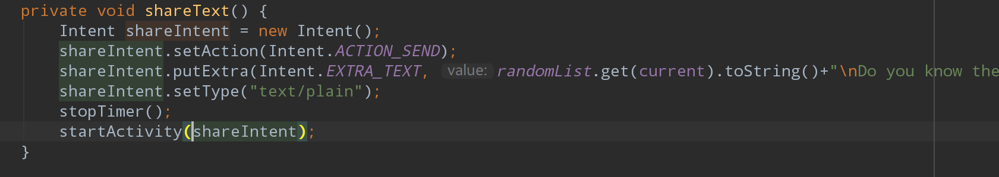 private void shareText() {
Intent shareIntent = new Intent();
shareIntent.setAction(Intent.ACTION_SEND);
shareIntent.putExtra(Intent.EXTRA_TEXT, value: randomList.get(current).toString()+"\nDo you know the
shareIntent.setType("text/plain");
stopTimer();
startActivity(shareIntent);
}